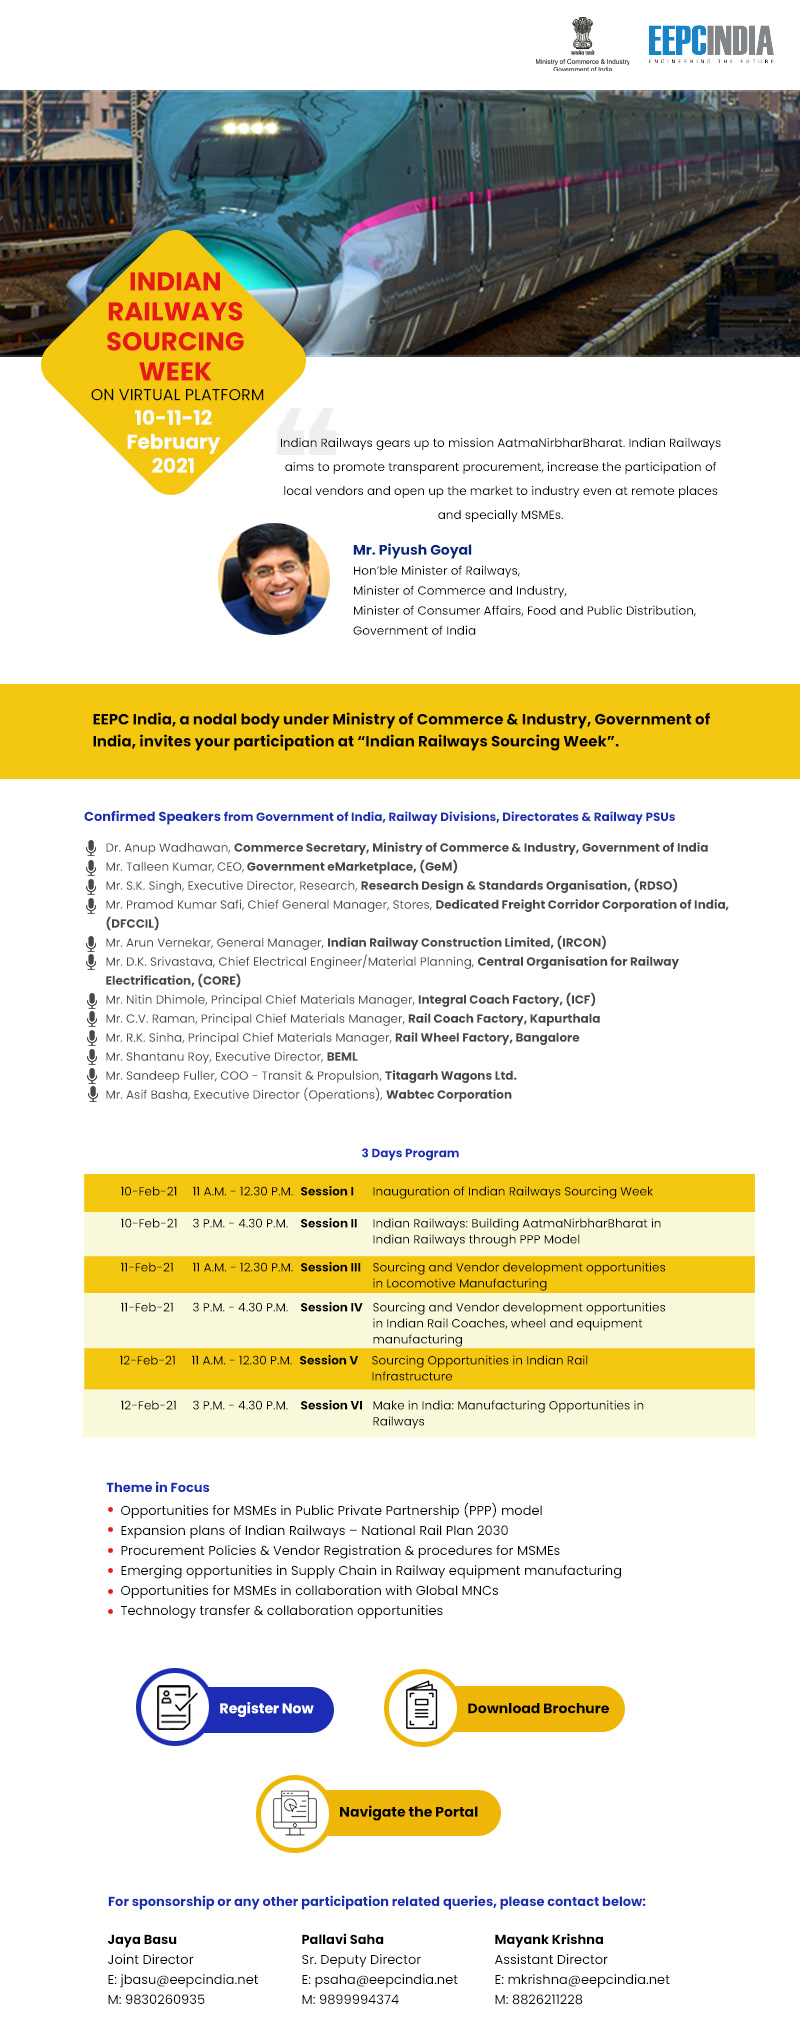 सत्यमेव जयते
Ministry of Commerce & Industry
Government of India
EEPCINDIA
ENGINEERING THE FUTURE
INDIAN
RAILWAYS
SOURCING
WEEK
ON VIRTUAL PLATFORM
10-11-12
February
2021
“
Indian Railways gears up to mission AatmaNirbharBharat. Indian Railways
aims to promote transparent procurement, increase the participation of
local vendors and open up the market to industry even at remote places
and specially MSMEs.
Mr. Piyush Goyal
Hon'ble Minister of Railways,
Minister of Commerce and Industry,
Minister of Consumer Affairs, Food and Public Distribution,
Government of India
EEPC India, a nodal body under Ministry of Commerce & Industry, Government of
India, invites your participation at “Indian Railways Sourcing Week”.
Confirmed Speakers from Government of India, Railway Divisions, Directorates & Railway PSUs
Dr. Anup Wadhawan, Commerce Secretary, Ministry of Commerce & Industry, Government of India
Mr. Talleen Kumar, CEO, Government eMarketplace, (GeM)
Mr. S.K. Singh, Executive Director, Research, Research Design & Standards Organisation, (RDSO)
Mr. Pramod Kumar Safi, Chief General Manager, Stores, Dedicated Freight Corridor Corporation of India,
(DFCCIL)
Mr. Arun Vernekar, General Manager, Indian Railway Construction Limited, (IRCON)
Mr. D.K. Srivastava, Chief Electrical Engineer/Material Planning, Central Organisation for Railway
Electrification, (CORE)
Mr. Nitin Dhimole, Principal Chief Materials Manager, Integral Coach Factory, (ICF)
Mr. C.V. Raman, Principal Chief Materials Manager, Rail Coach Factory, Kapurthala
Mr. R.K. Sinha, Principal Chief Materials Manager, Rail Wheel Factory, Bangalore
Mr. Shantanu Roy, Executive Director, BEML
Mr. Sandeep Fuller, COO - Transit & Propulsion, Titagarh Wagons Ltd.
Mr. Asif Basha, Executive Director (Operations), Wabtec Corporation
3 Days Program
10-Feb-21 11 A.M. - 12.30 P.M. Session I Inauguration of Indian Railways Sourcing Week
10-Feb-21 3 P.M. - 4.30 P.M. Session II Indian Railways: Building AatmaNirbharBharat in
Indian Railways through PPP Model
11-Feb-21 11 A.M. - 12.30 P.M. Session III Sourcing and Vendor development opportunities
in Locomotive Manufacturing
11-Feb-21 3 P.M. - 4.30 P.M. Session IV Sourcing and Vendor development opportunities
in Indian Rail Coaches, wheel and equipment
manufacturing
12-Feb-21 11 A.M. - 12.30 P.M. Session V Sourcing Opportunities in Indian Rail
Infrastructure
12-Feb-21 3 P.M. - 4.30 P.M. Session VI Make in India: Manufacturing Opportunities in
Railways
Theme in Focus
• Opportunities for MSMEs in Public Private Partnership (PPP) model
• Expansion plans of Indian Railways – National Rail Plan 2030
• Procurement Policies & Vendor Registration & procedures for MSMEs
• Emerging opportunities in Supply Chain in Railway equipment manufacturing
• Opportunities for MSMEs in collaboration with Global MNCs
• Technology transfer & collaboration opportunities
Register Now
Download Brochure
Navigate the Portal
For sponsorship or any other participation related queries, please contact below:
Jaya Basu
Joint Director
E: jbasu@eepcindia.net
M: 9830260935
Pallavi Saha
Sr. Deputy Director
E: psaha@eepcindia.net
M: 9899994374
Mayank Krishna
Assistant Director
E: mkrishna@eepcindia.net
M: 8826211228